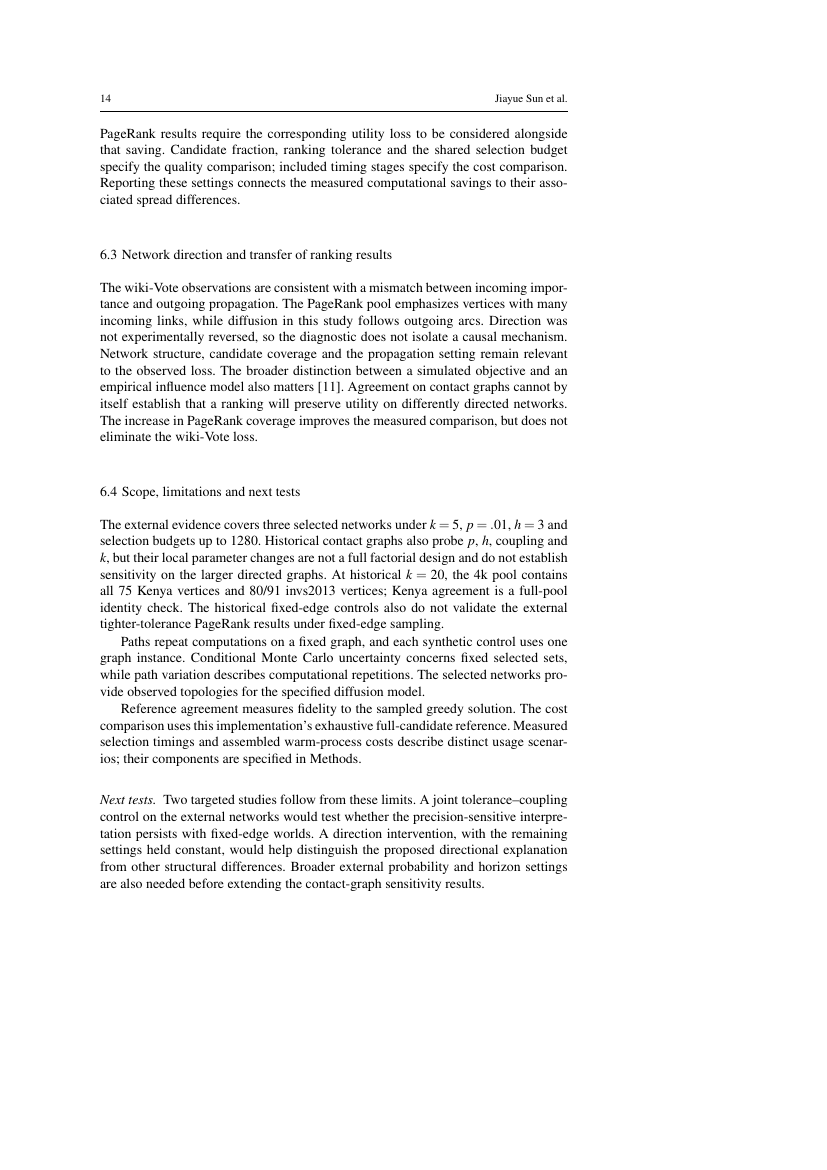 14 Jiayue Sun et al.
PageRank results require the corresponding utility loss to be considered alongside
that saving. Candidate fraction, ranking tolerance and the shared selection budget
specify the quality comparison; included timing stages specify the cost comparison.
Reporting these settings connects the measured computational savings to their asso-
ciated spread differences.
6.3 Network direction and transfer of ranking results
The wiki-Vote observations are consistent with a mismatch between incoming impor-
tance and outgoing propagation. The PageRank pool emphasizes vertices with many
incoming links, while diffusion in this study follows outgoing arcs. Direction was
not experimentally reversed, so the diagnostic does not isolate a causal mechanism.
Network structure, candidate coverage and the propagation setting remain relevant
to the observed loss. The broader distinction between a simulated objective and an
empirical influence model also matters [11]. Agreement on contact graphs cannot by
itself establish that a ranking will preserve utility on differently directed networks.
The increase in PageRank coverage improves the measured comparison, but does not
eliminate the wiki-Vote loss.
6.4 Scope, limitations and next tests
The external evidence covers three selected networks under k = 5, p = .01, h = 3 and
selection budgets up to 1280. Historical contact graphs also probe p, h, coupling and
k, but their local parameter changes are not a full factorial design and do not establish
sensitivity on the larger directed graphs. At historical k = 20, the 4k pool contains
all 75 Kenya vertices and 80/91 invs2013 vertices; Kenya agreement is a full-pool
identity check. The historical fixed-edge controls also do not validate the external
tighter-tolerance PageRank results under fixed-edge sampling.
Paths repeat computations on a fixed graph, and each synthetic control uses one
graph instance. Conditional Monte Carlo uncertainty concerns fixed selected sets,
while path variation describes computational repetitions. The selected networks pro-
vide observed topologies for the specified diffusion model.
Reference agreement measures fidelity to the sampled greedy solution. The cost
comparison uses this implementation's exhaustive full-candidate reference. Measured
selection timings and assembled warm-process costs describe distinct usage scenar-
ios; their components are specified in Methods.
Next tests. Two targeted studies follow from these limits. A joint tolerance–coupling
control on the external networks would test whether the precision-sensitive interpre-
tation persists with fixed-edge worlds. A direction intervention, with the remaining
settings held constant, would help distinguish the proposed directional explanation
from other structural differences. Broader external probability and horizon settings
are also needed before extending the contact-graph sensitivity results.